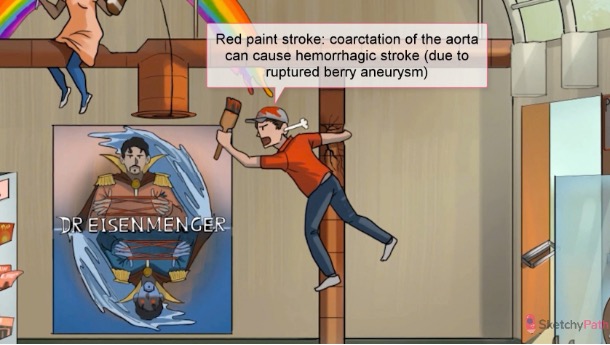 Red paint stroke: coarctation of the aorta
can cause hemorrhagic stroke (due to
ruptured berry aneurysm)
DR EISENMENGER
SketchyPath